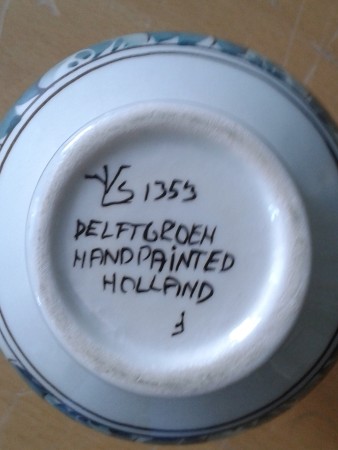 VS 1353
DELFTGROEN
HANDPAINTED
HOLLAND